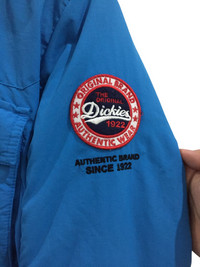 ORIGINAL BRAND
THE ORIGINAL
Dickies
1922
AUTHENTIC WEAR
AUTHENTIC BRAND
SINCE 1922